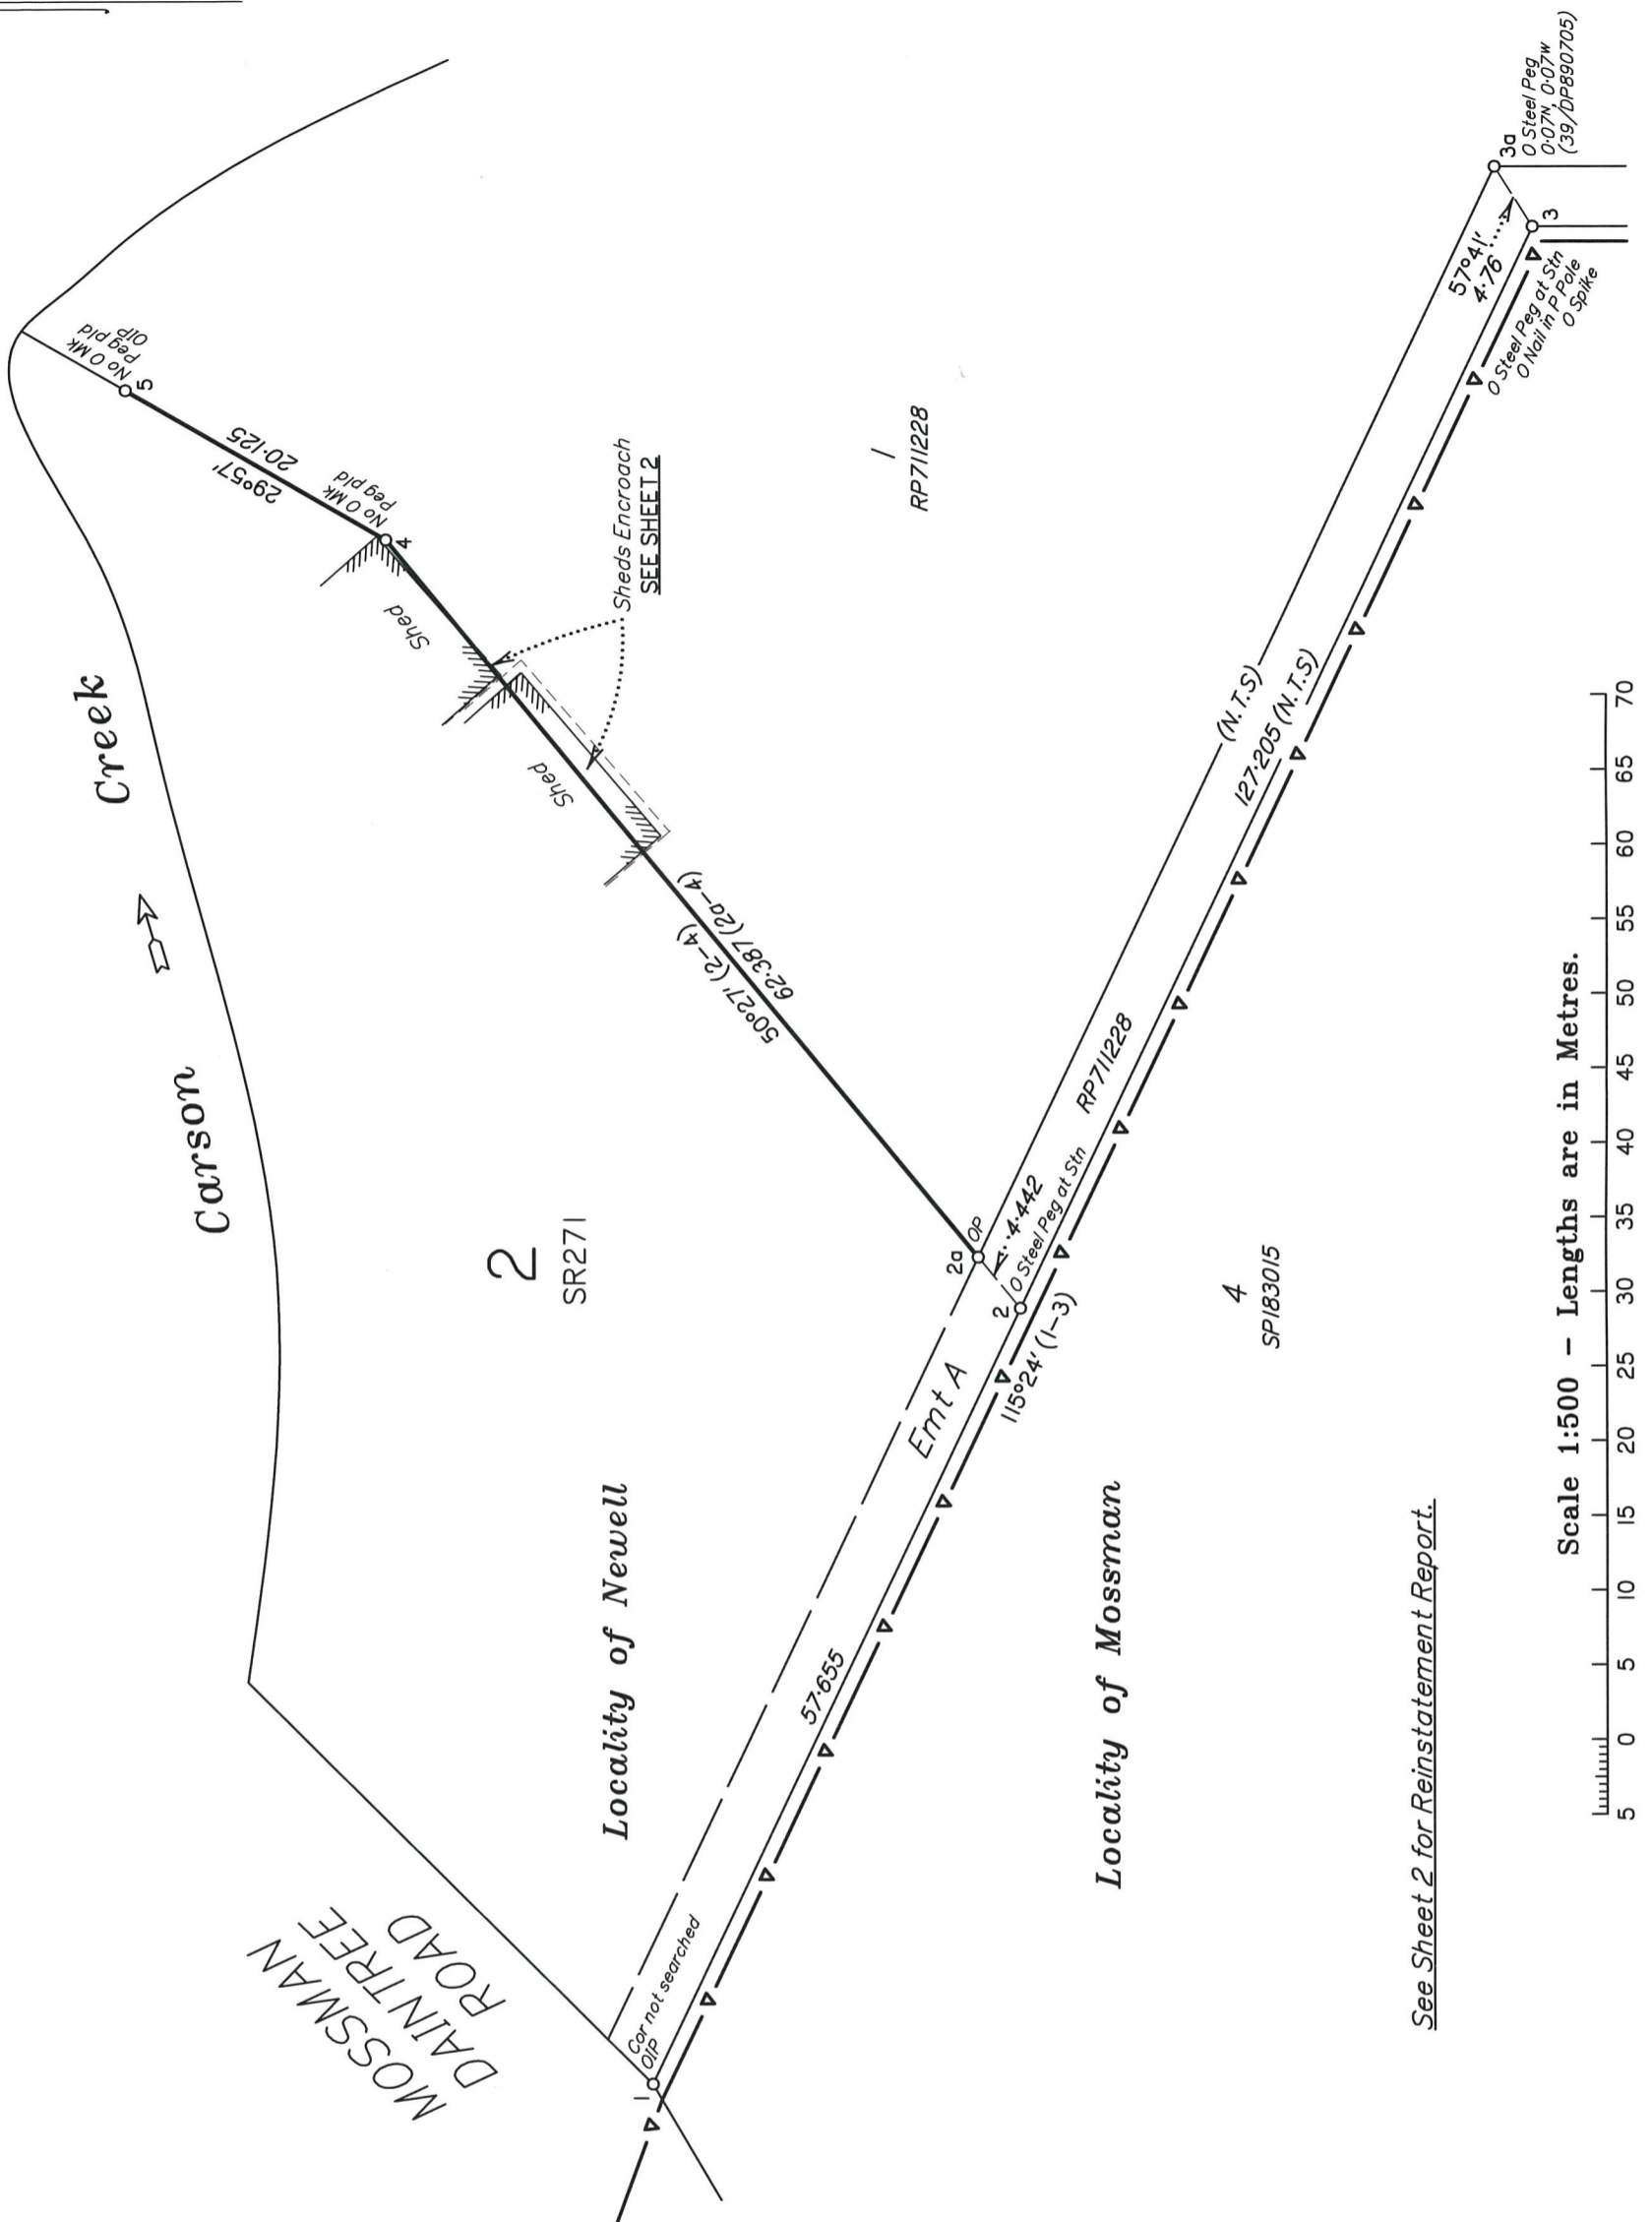 MOSSMAN
DAINTREE
ROAD
Carson Creek
No O Mk
Peg pld
OIP
5
29°57'
20·125
No O Mk
Peg pld
4
Shed
Shed
Sheds Encroach
SEE SHEET 2
50°27' (2-4)
62·387 (2a-4)
2
SR271
1
RP711228
Locality of Newell
Cor not searched
OIP
1
57·655
Emt A
2a
OP
4·442
2
O Steel Peg at Stn
115°24' (1-3)
RP711228
(N.T.S)
127·205 (N.T.S)
57°41'
4·76
3a
O Steel Peg
0·07N, 0·07W
(39/DP890705)
3
O Steel Peg at Stn
O Nail in P Pole
O Spike
Locality of Mossman
4
SP183015
See Sheet 2 for Reinstatement Report.
Scale 1:500 – Lengths are in Metres.
5 0 5 10 15 20 25 30 35 40 45 50 55 60 65 70